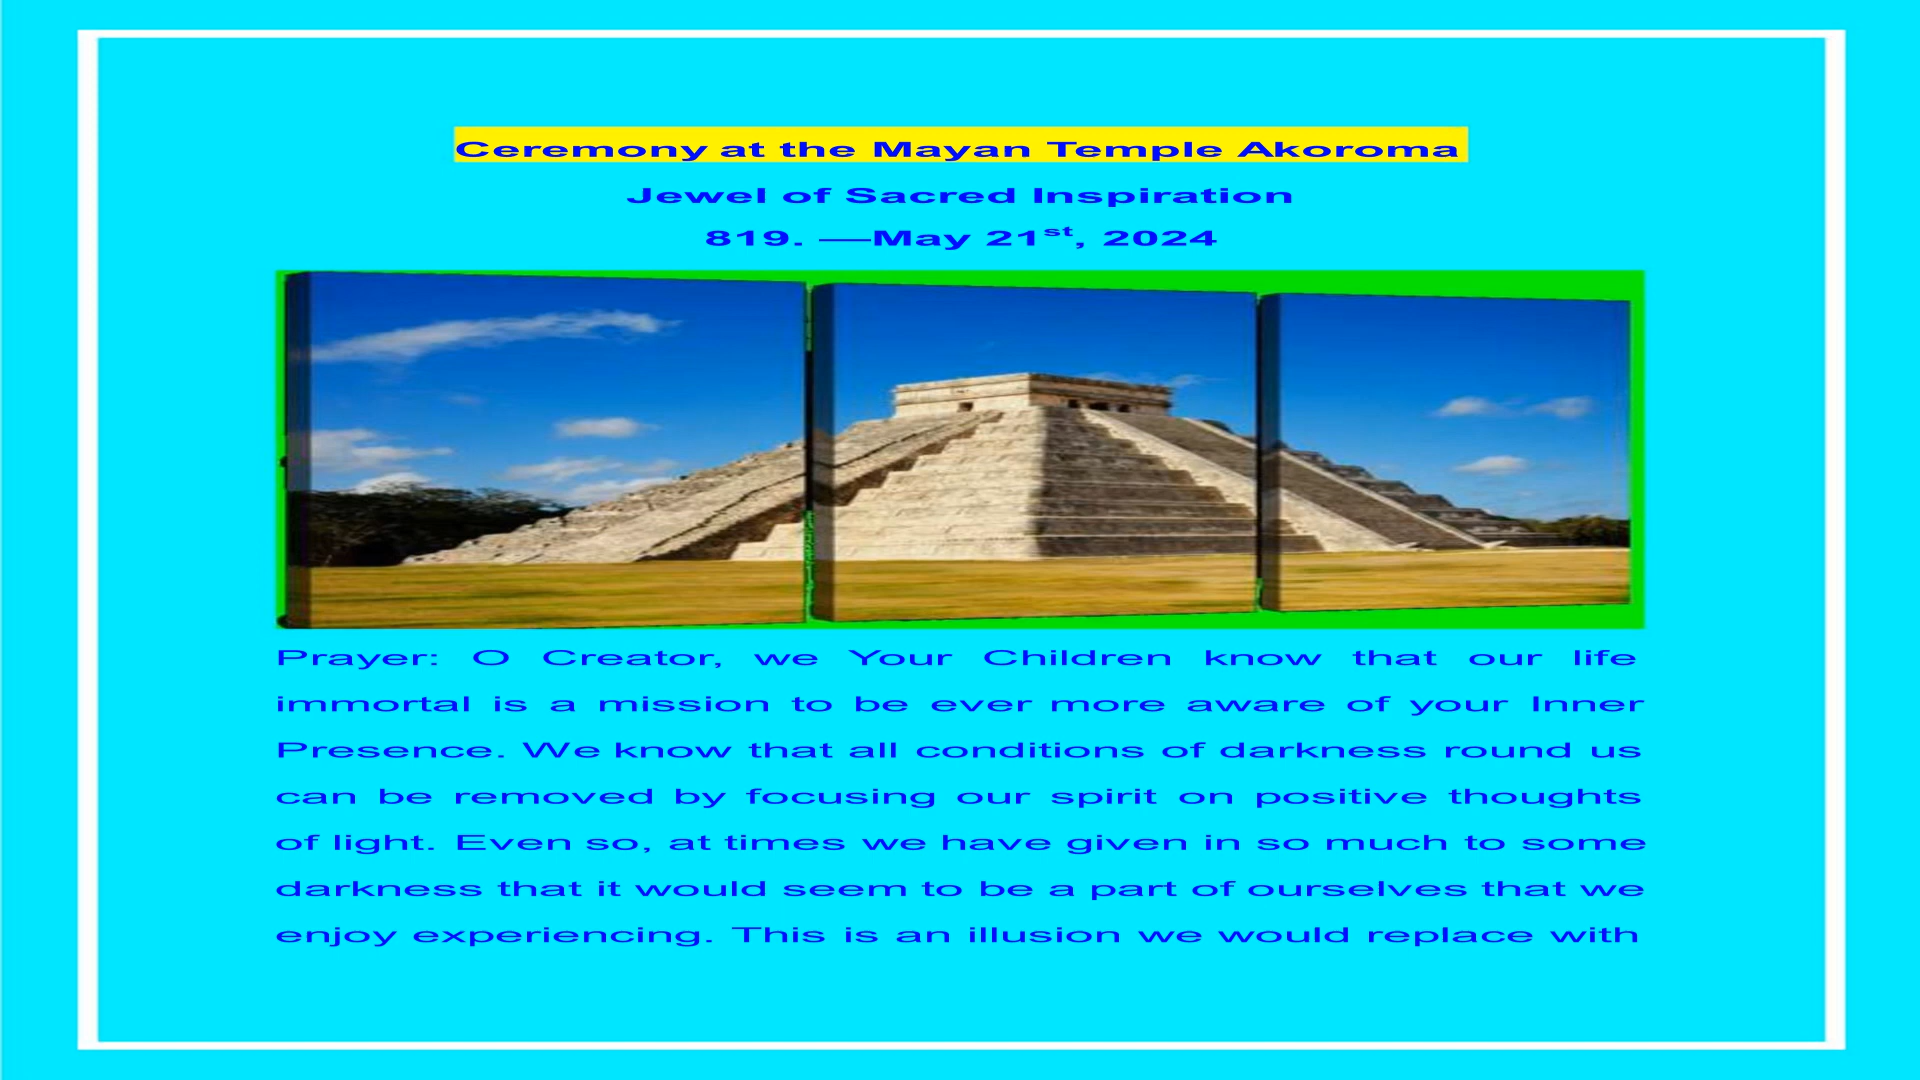 Ceremony at the Mayan Temple Akoroma
Jewel of Sacred Inspiration
819. —May 21st, 2024
Prayer: O Creator, we Your Children know that our life
immortal is a mission to be ever more aware of your Inner
Presence. We know that all conditions of darkness round us
can be removed by focusing our spirit on positive thoughts
of light. Even so, at times we have given in so much to some
darkness that it would seem to be a part of ourselves that we
enjoy experiencing. This is an illusion we would replace with